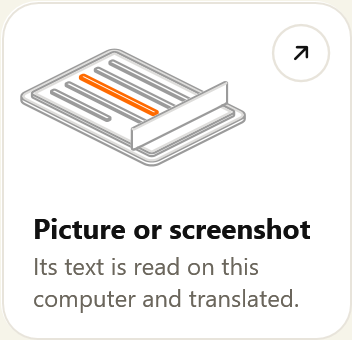 Picture or screenshot
Its text is read on this
computer and translated.